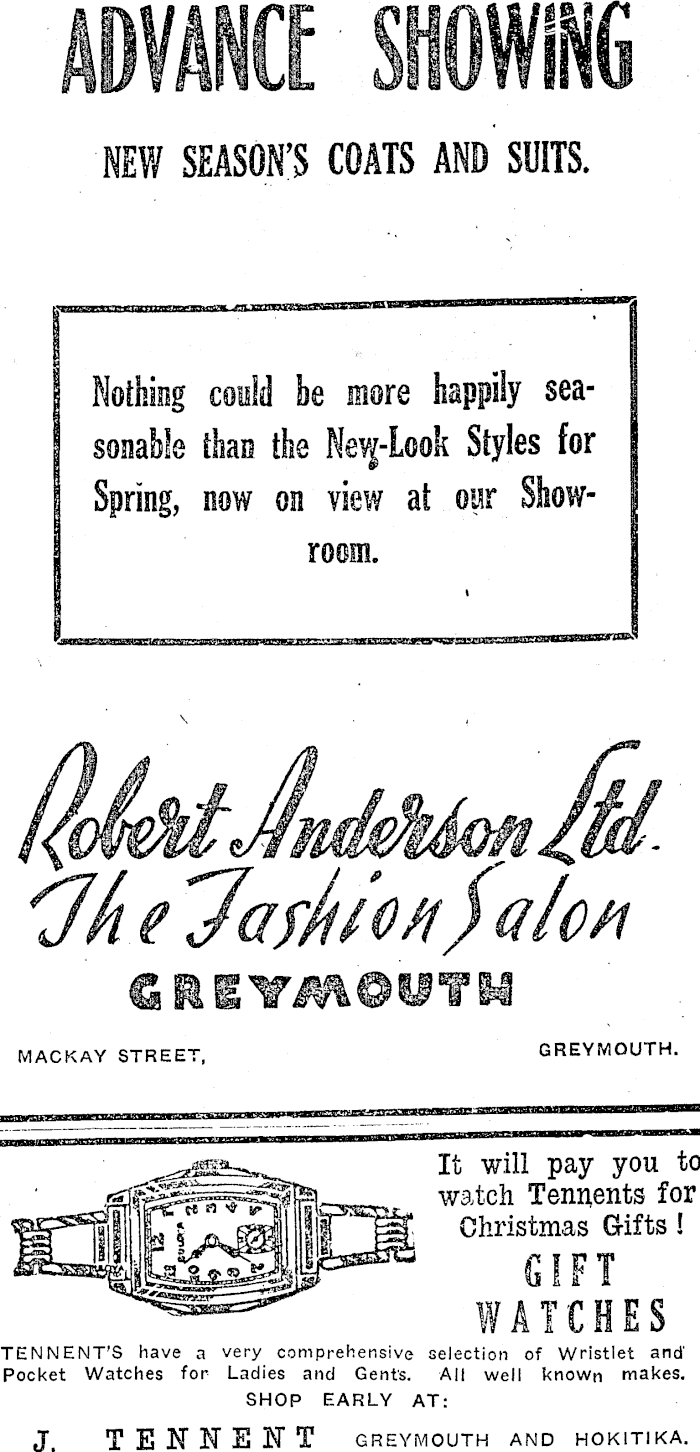 ADVANCE SHOWING
NEW SEASON'S COATS AND SUITS.
Nothing could be more happily sea-
sonable than the New-Look Styles for
Spring, now on view at our Show-
room.
Robert Anderson Ltd.
The Fashion Salon
GREYMOUTH
MACKAY STREET, GREYMOUTH.
It will pay you to
watch Tennents for
Christmas Gifts!
GIFT
WATCHES
TENNENT'S have a very comprehensive selection of Wristlet and
Pocket Watches for Ladies and Gents. All well known makes.
SHOP EARLY AT:
J. TENNENT GREYMOUTH AND HOKITIKA.